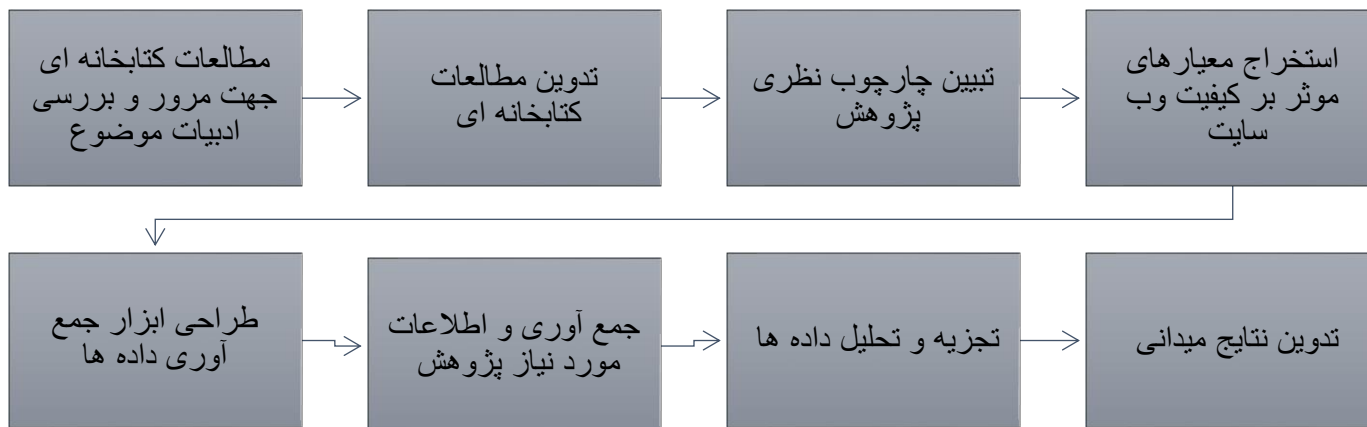 مطالعات کتابخانه ای
جهت مرور و بررسی
ادبیات موضوع
تدوین مطالعات
کتابخانه ای
تبیین چارچوب نظری
پژوهش
استخراج معیارهای
موثر بر کیفیت وب
سایت
طراحی ابزار جمع
آوری داده ها
جمع آوری و اطلاعات
مورد نیاز پژوهش
تجزیه و تحلیل داده ها
تدوین نتایج میدانی